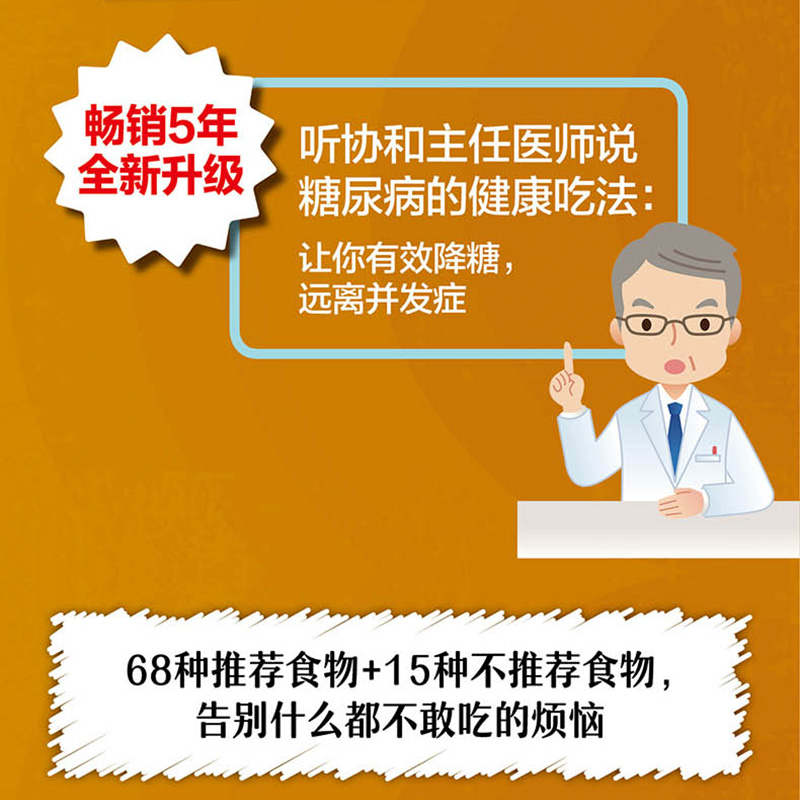 畅销5年
全新升级
听协和主任医师说
糖尿病的健康吃法：
让你有效降糖，
远离并发症
68种推荐食物+15种不推荐食物，
告别什么都不敢吃的烦恼